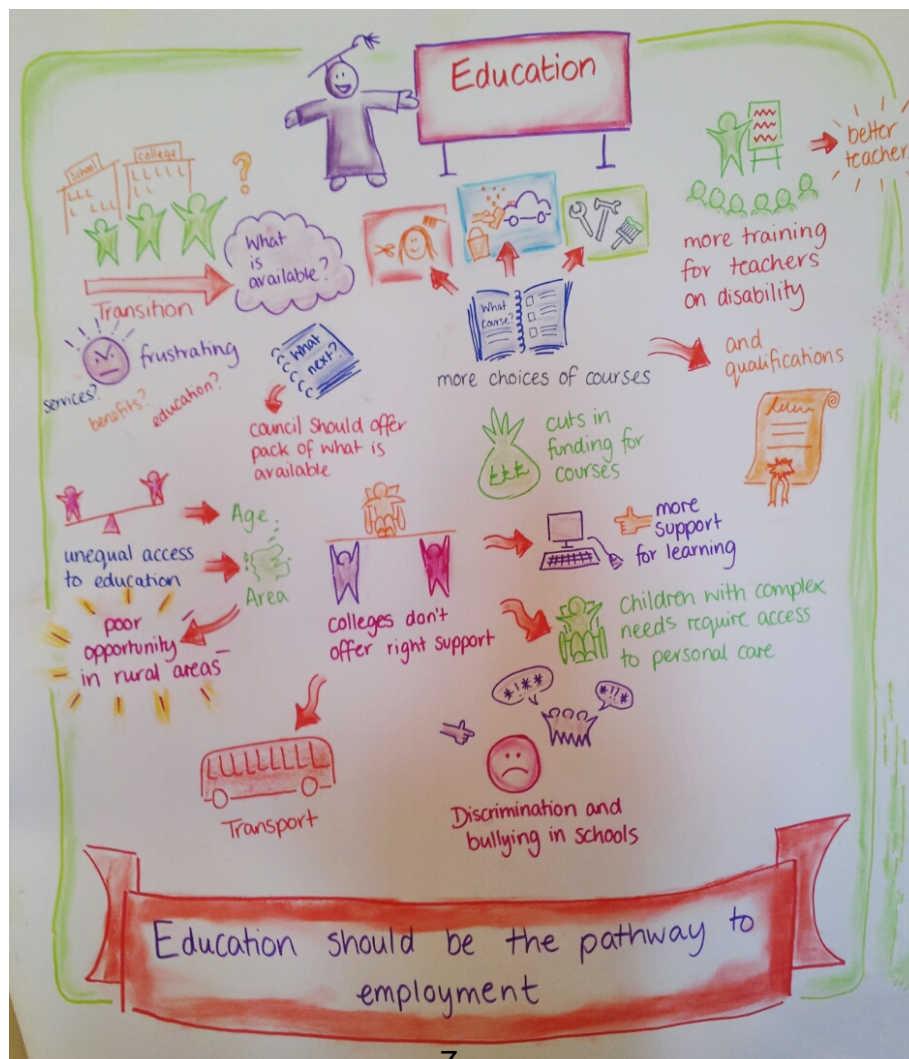 Education
School
College
?
What
is
available?
Transition
frustrating
services?
benefits?
education?
What
next?
council should offer
pack of what is
available
What
Course?
more choices of courses
better
teachers
more training
for teachers
on disability
and
qualifications
cuts in
funding for
courses
£££
unequal access
to education
Age
Area
poor
opportunity
in rural areas
colleges don't
offer right support
more
support
for learning
children with complex
needs require access
to personal care
Transport
*!**
*!!*
Discrimination and
bullying in schools
Education should be the pathway to
employment
7